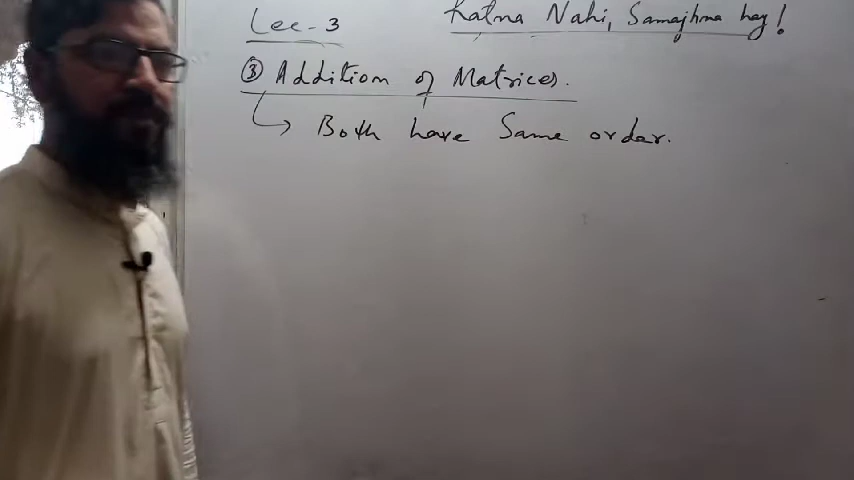 Lec-3
Ratna Nahi, Samajhna hay!
③ Addition of Matrices.
↳ Both have Same order.